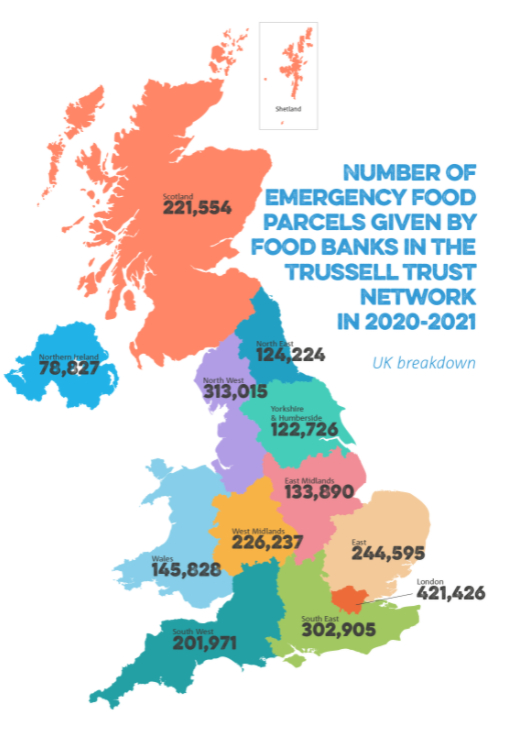 Shetland
NUMBER OF
EMERGENCY FOOD
PARCELS GIVEN BY
FOOD BANKS IN THE
TRUSSELL TRUST
NETWORK
IN 2020-2021
UK breakdown
Scotland
221,554
Northern Ireland
78,827
North East
124,224
North West
313,015
Yorkshire
& Humberside
122,726
East Midlands
133,890
West Midlands
226,237
East
244,595
Wales
145,828
London
421,426
South East
302,905
South West
201,971